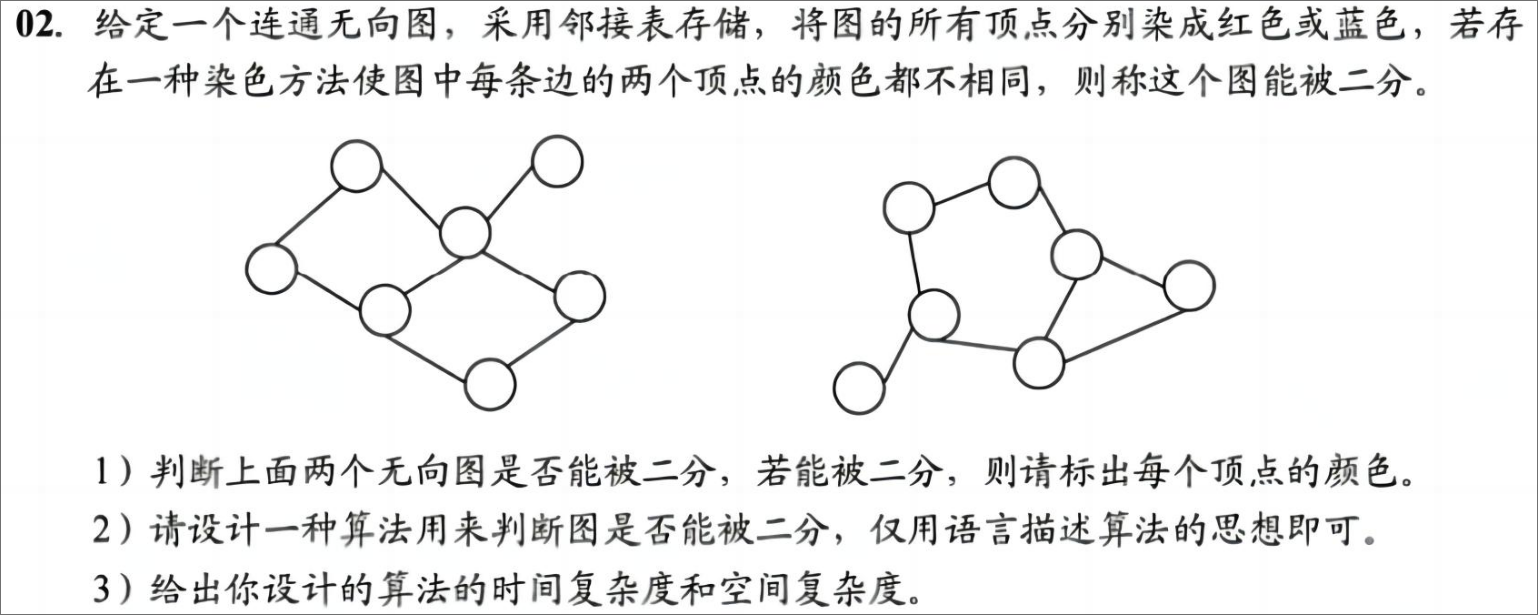 02. 给定一个连通无向图，采用邻接表存储，将图的所有顶点分别染成红色或蓝色，若存
在一种染色方法使图中每条边的两个顶点的颜色都不相同，则称这个图能被二分。
1）判断上面两个无向图是否能被二分，若能被二分，则请标出每个顶点的颜色。
2）请设计一种算法用来判断图是否能被二分，仅用语言描述算法的思想即可。
3）给出你设计的算法的时间复杂度和空间复杂度。